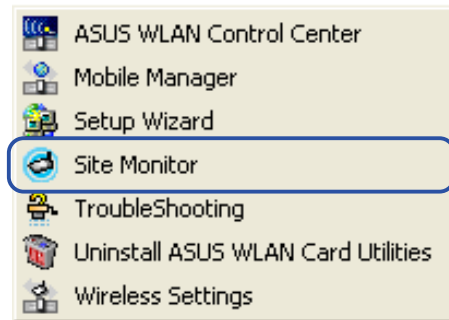 ASUS WLAN Control Center
Mobile Manager
Setup Wizard
Site Monitor
TroubleShooting
Uninstall ASUS WLAN Card Utilities
Wireless Settings